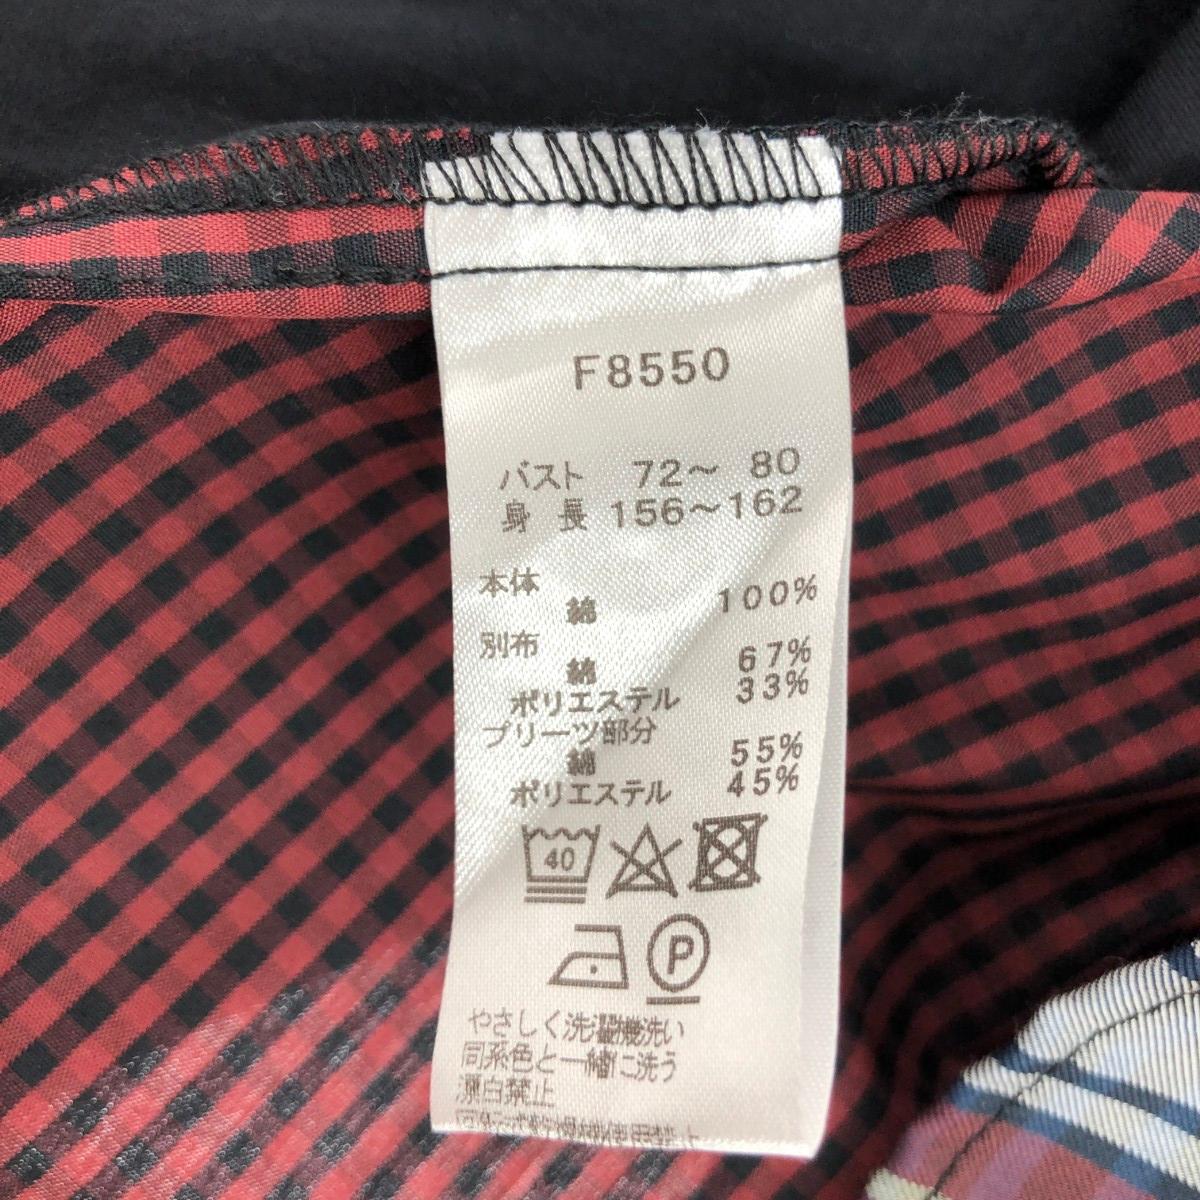 F8550
バスト 72〜 80
身 長 156〜162
本体
綿 100%
別布
綿 67%
ポリエステル 33%
プリーツ部分
綿 55%
ポリエステル 45%
40
P
やさしく洗濯機洗い
同系色と一緒に洗う
漂白禁止